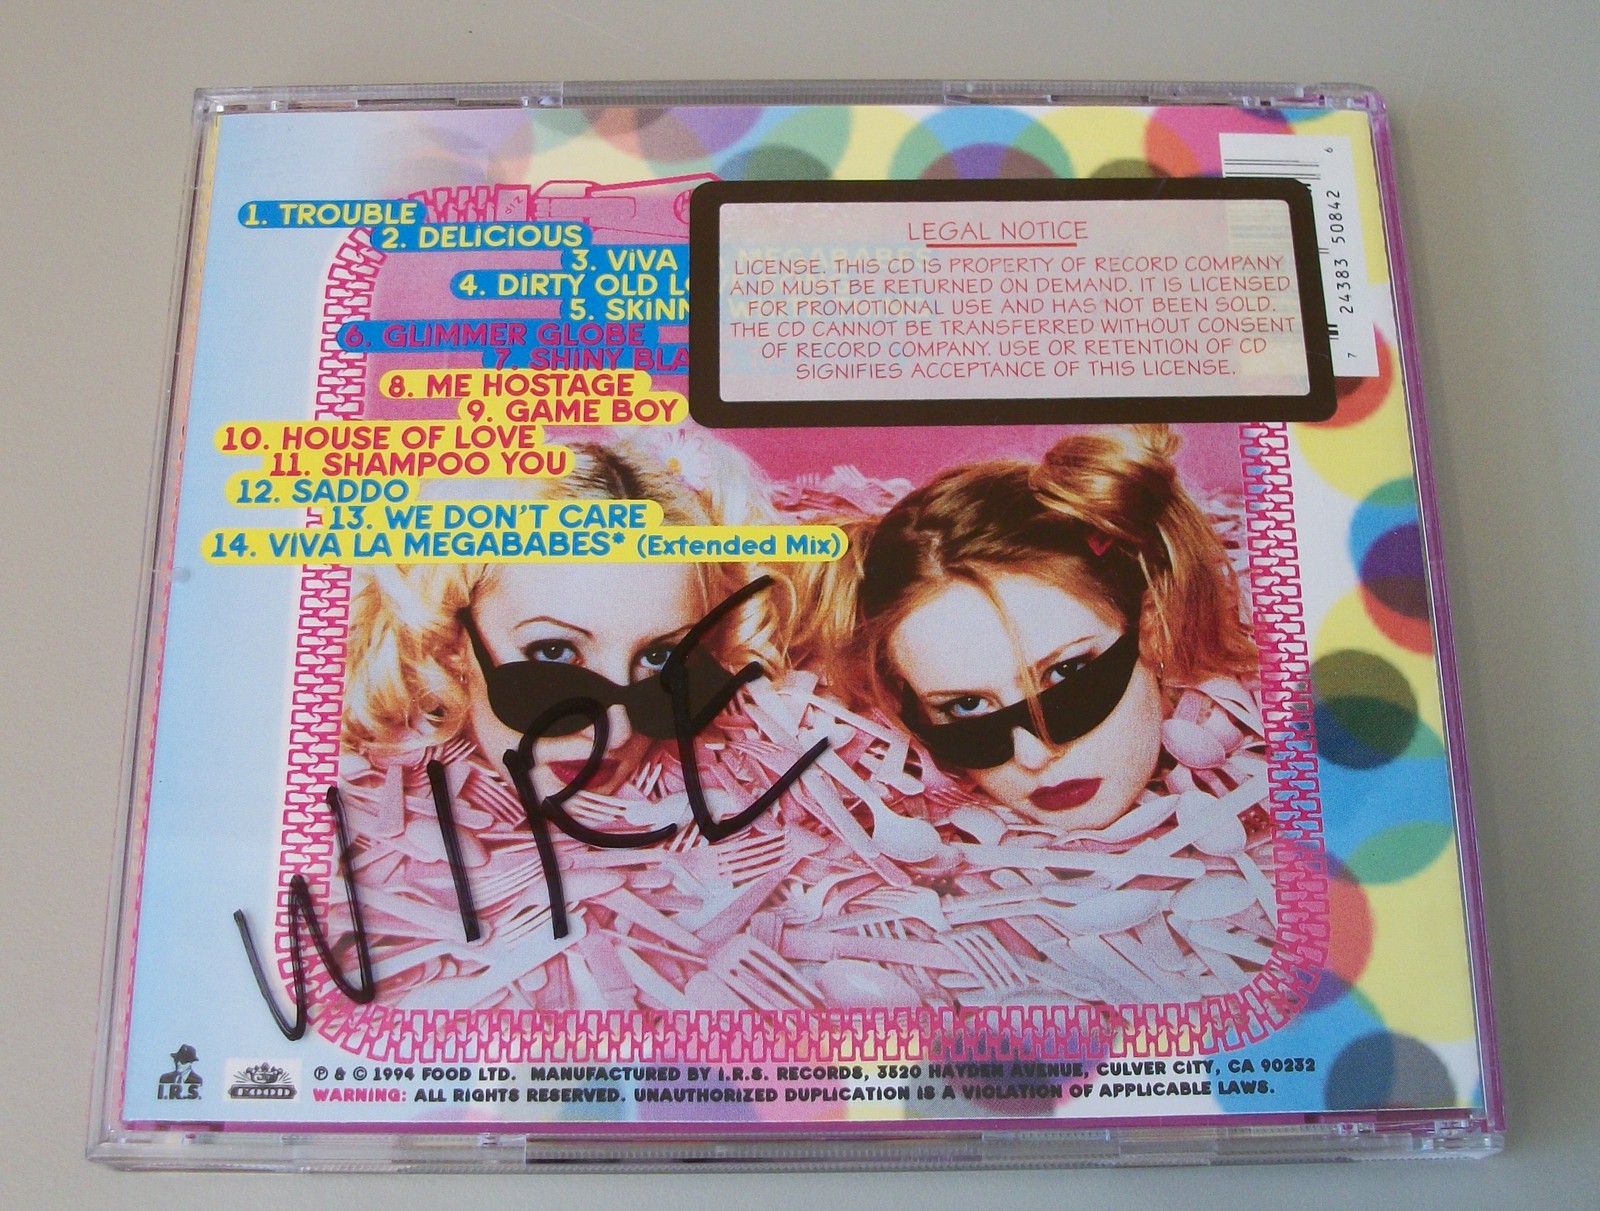 1. TROUBLE
2. DELiCiOUS
3. ViVA MEGABABES
4. DiRTY OLD L
5. SKiNN
6. GLiMMER GLOBE
7. SHiNY BLA
8. ME HOSTAGE
9. GAME BOY
10. HOUSE OF LOVE
11. SHAMPOO YOU
12. SADDO
13. WE DON'T CARE
14. ViVA LA MEGABABES* (Extended Mix)
LEGAL NOTICE
LICENSE. THIS CD IS PROPERTY OF RECORD COMPANY
AND MUST BE RETURNED ON DEMAND. IT IS LICENSED
FOR PROMOTIONAL USE AND HAS NOT BEEN SOLD.
THE CD CANNOT BE TRANSFERRED WITHOUT CONSENT
OF RECORD COMPANY. USE OR RETENTION OF CD
SIGNIFIES ACCEPTANCE OF THIS LICENSE.
7 24383 50842 6
WIRE
I.R.S.
FOOD
℗ & © 1994 FOOD LTD. MANUFACTURED BY I.R.S. RECORDS, 3520 HAYDEN AVENUE, CULVER CITY, CA 90232
WARNING: ALL RIGHTS RESERVED. UNAUTHORIZED DUPLICATION IS A VIOLATION OF APPLICABLE LAWS.